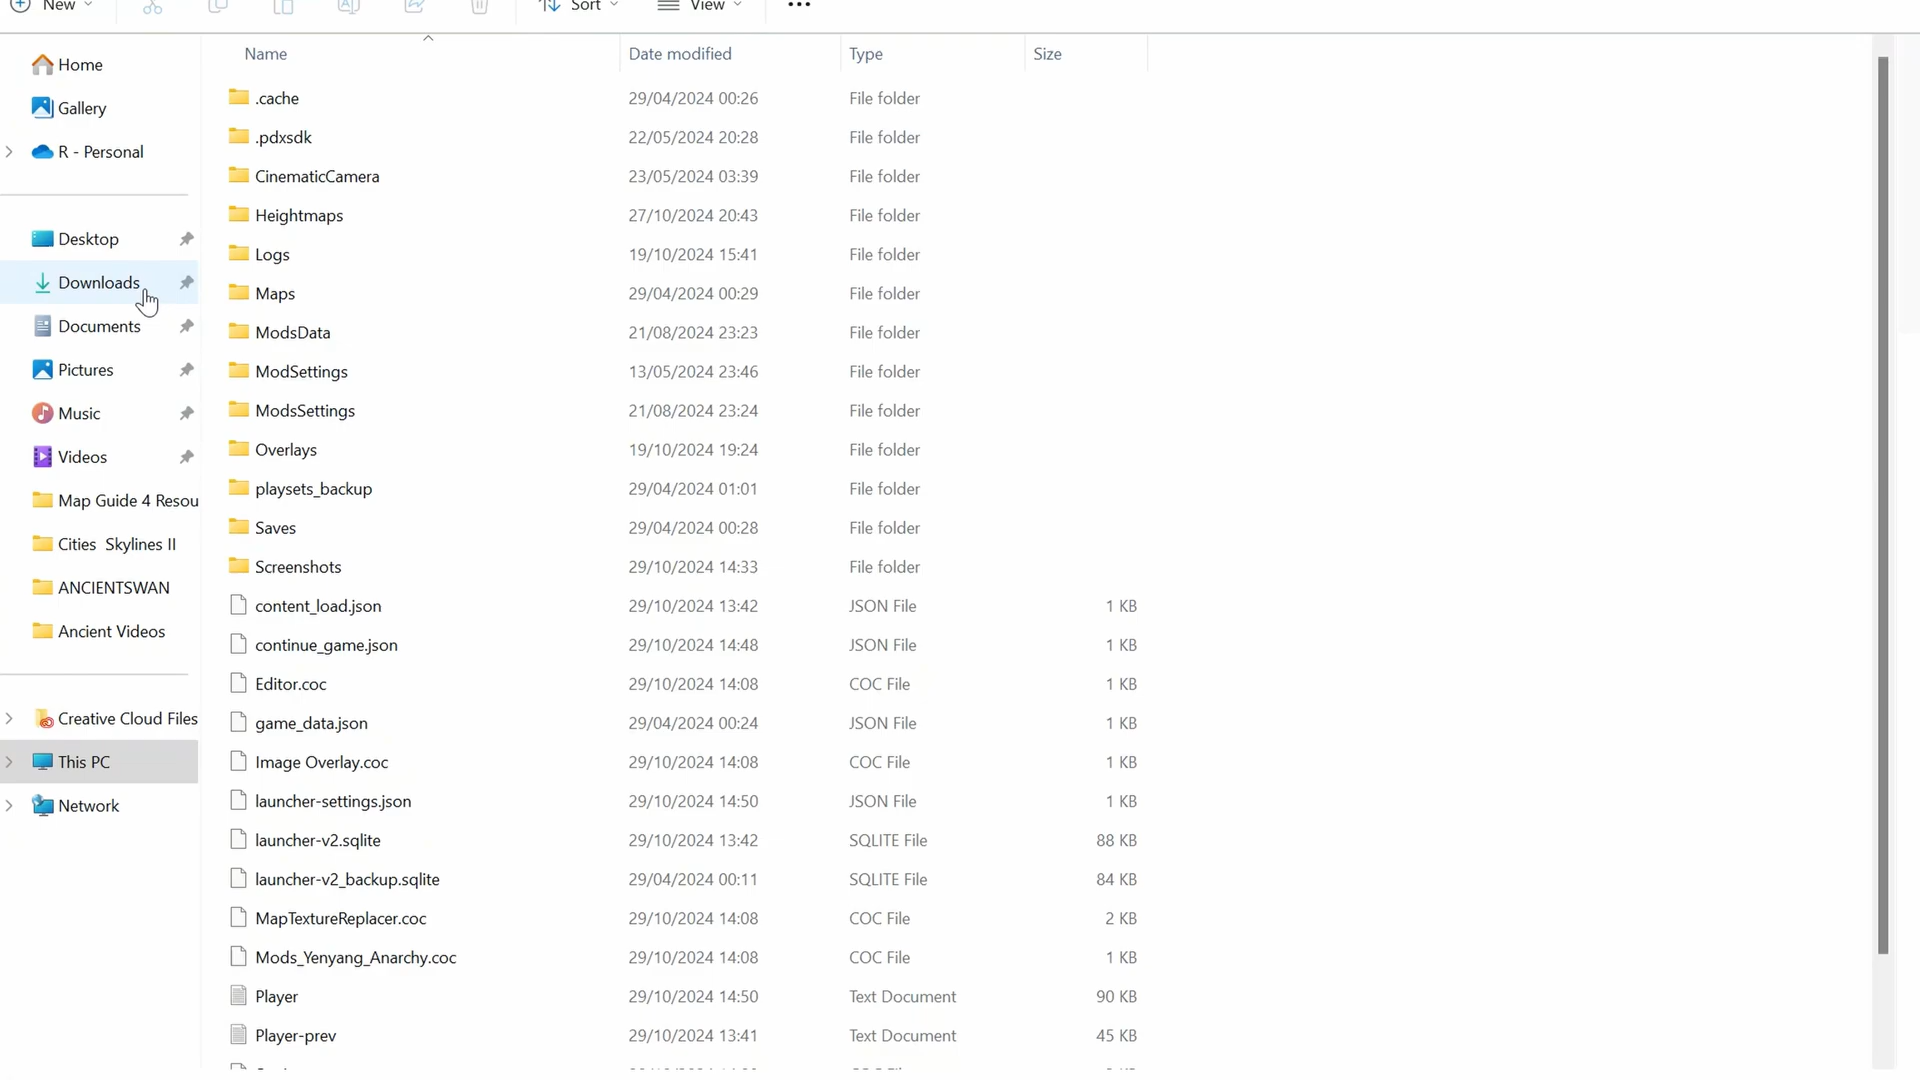 New
Sort
View
Name Date modified Type Size
Home
Gallery
R - Personal
Desktop
Downloads
Documents
Pictures
Music
Videos
Map Guide 4 Resou
Cities Skylines II
ANCIENTSWAN
Ancient Videos
Creative Cloud Files
This PC
Network
.cache 29/04/2024 00:26 File folder
.pdxsdk 22/05/2024 20:28 File folder
CinematicCamera 23/05/2024 03:39 File folder
Heightmaps 27/10/2024 20:43 File folder
Logs 19/10/2024 15:41 File folder
Maps 29/04/2024 00:29 File folder
ModsData 21/08/2024 23:23 File folder
ModSettings 13/05/2024 23:46 File folder
ModsSettings 21/08/2024 23:24 File folder
Overlays 19/10/2024 19:24 File folder
playsets_backup 29/04/2024 01:01 File folder
Saves 29/04/2024 00:28 File folder
Screenshots 29/10/2024 14:33 File folder
content_load.json 29/10/2024 13:42 JSON File 1 KB
continue_game.json 29/10/2024 14:48 JSON File 1 KB
Editor.coc 29/10/2024 14:08 COC File 1 KB
game_data.json 29/04/2024 00:24 JSON File 1 KB
Image Overlay.coc 29/10/2024 14:08 COC File 1 KB
launcher-settings.json 29/10/2024 14:50 JSON File 1 KB
launcher-v2.sqlite 29/10/2024 13:42 SQLITE File 88 KB
launcher-v2_backup.sqlite 29/04/2024 00:11 SQLITE File 84 KB
MapTextureReplacer.coc 29/10/2024 14:08 COC File 2 KB
Mods_Yenyang_Anarchy.coc 29/10/2024 14:08 COC File 1 KB
Player 29/10/2024 14:50 Text Document 90 KB
Player-prev 29/10/2024 13:41 Text Document 45 KB